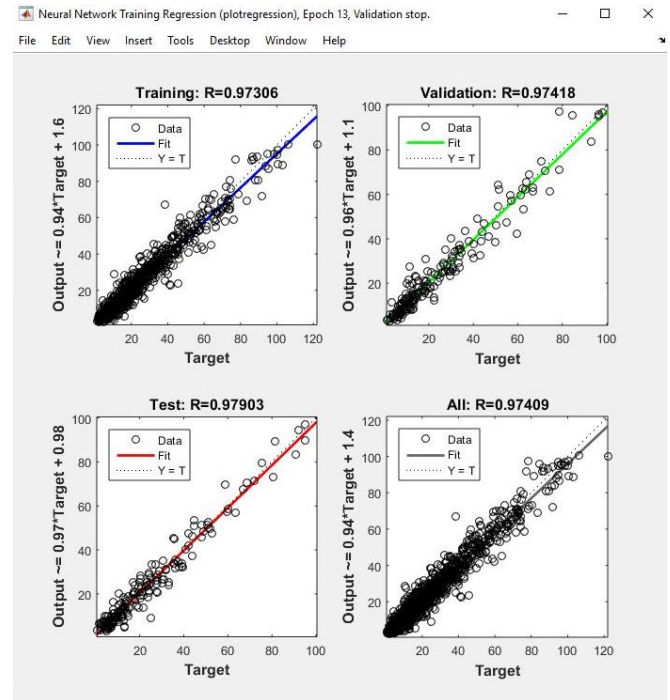 Neural Network Training Regression (plotregression), Epoch 13, Validation stop.
File Edit View Insert Tools Desktop Window Help
Training: R=0.97306
Output ~= 0.94*Target + 1.6
120
100
80
60
40
20
Data
Fit
Y = T
20 40 60 80 100 120
Target
Validation: R=0.97418
Output ~= 0.96*Target + 1.1
100
80
60
40
20
Data
Fit
Y = T
20 40 60 80 100
Target
Test: R=0.97903
Output ~= 0.97*Target + 0.98
100
80
60
40
20
Data
Fit
Y = T
20 40 60 80 100
Target
All: R=0.97409
Output ~= 0.94*Target + 1.4
120
100
80
60
40
20
Data
Fit
Y = T
20 40 60 80 100 120
Target